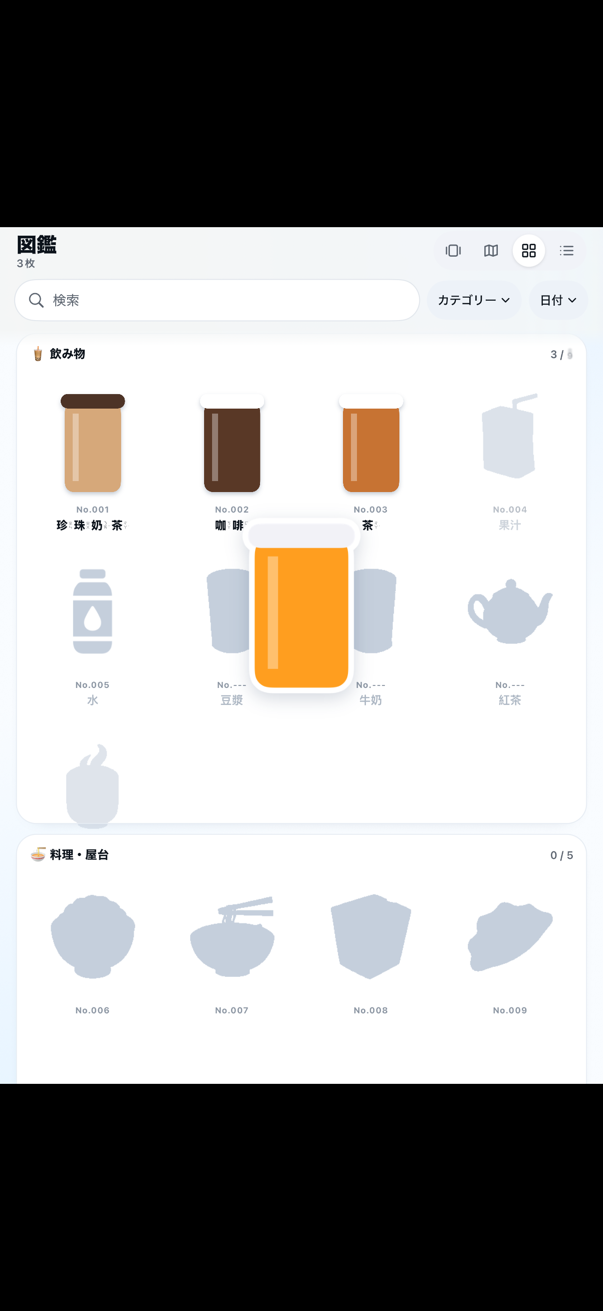 図鑑
3枚
検索
カテゴリー
日付
飲み物
3 /
No.001
No.002
No.003
No.004
珍珠奶茶
咖啡
茶
果汁
No.005
No.---
No.---
No.---
水
豆漿
牛奶
紅茶
料理・屋台
0 / 5
No.006
No.007
No.008
No.009